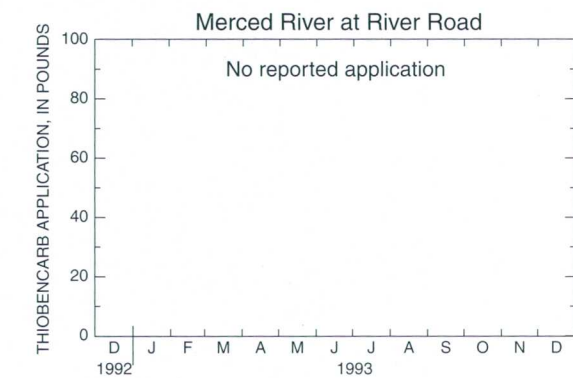 Merced River at River Road
No reported application
THIOBENCARB APPLICATION, IN POUNDS
100
80
60
40
20
0
D J F M A M J J A S O N D
1992 1993